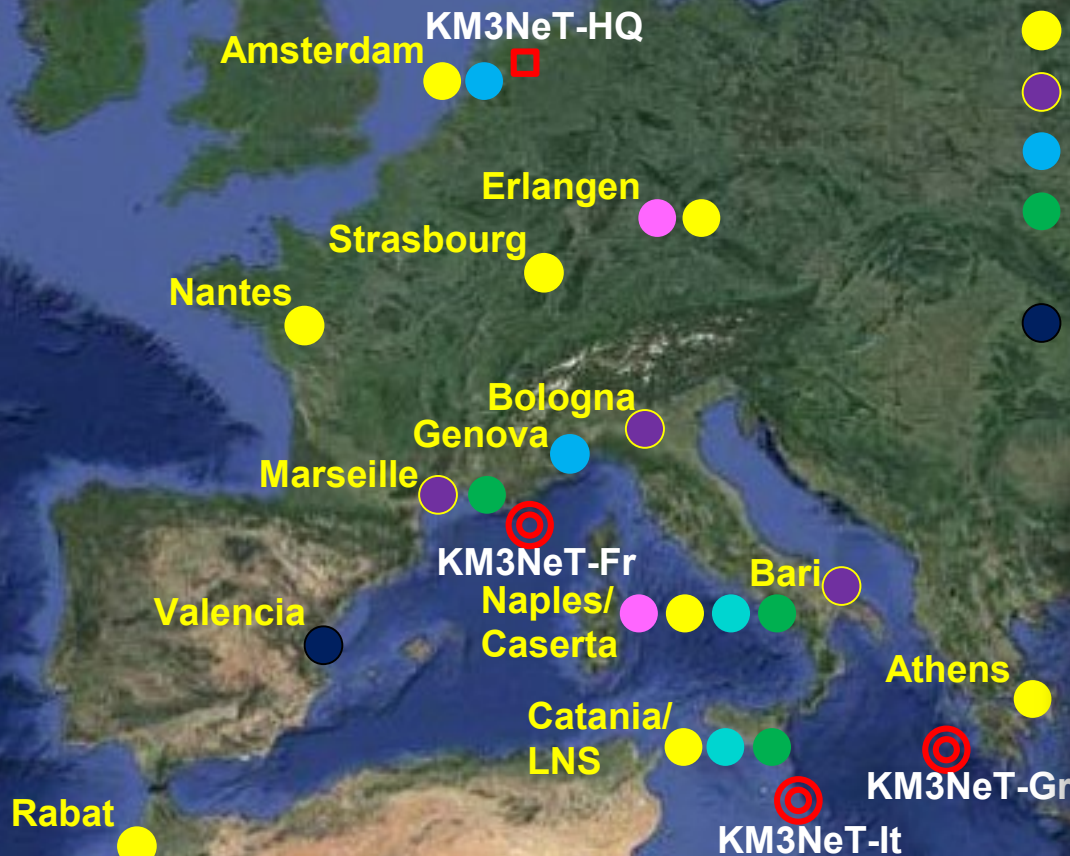 KM3NeT-HQ
Amsterdam
Erlangen
Strasbourg
Nantes
Bologna
Genova
Marseille
KM3NeT-Fr
Bari
Naples/
Caserta
Valencia
Athens
Catania/
LNS
KM3NeT-Gr
Rabat
KM3NeT-It